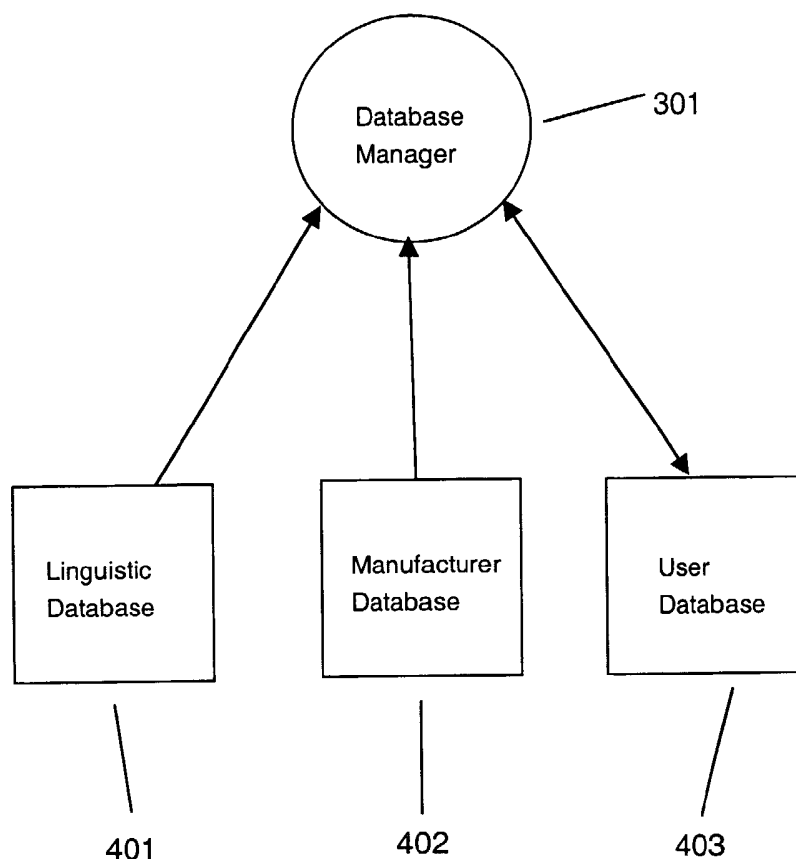 Database
Manager
301
Linguistic
Database
Manufacturer
Database
User
Database
401
402
403